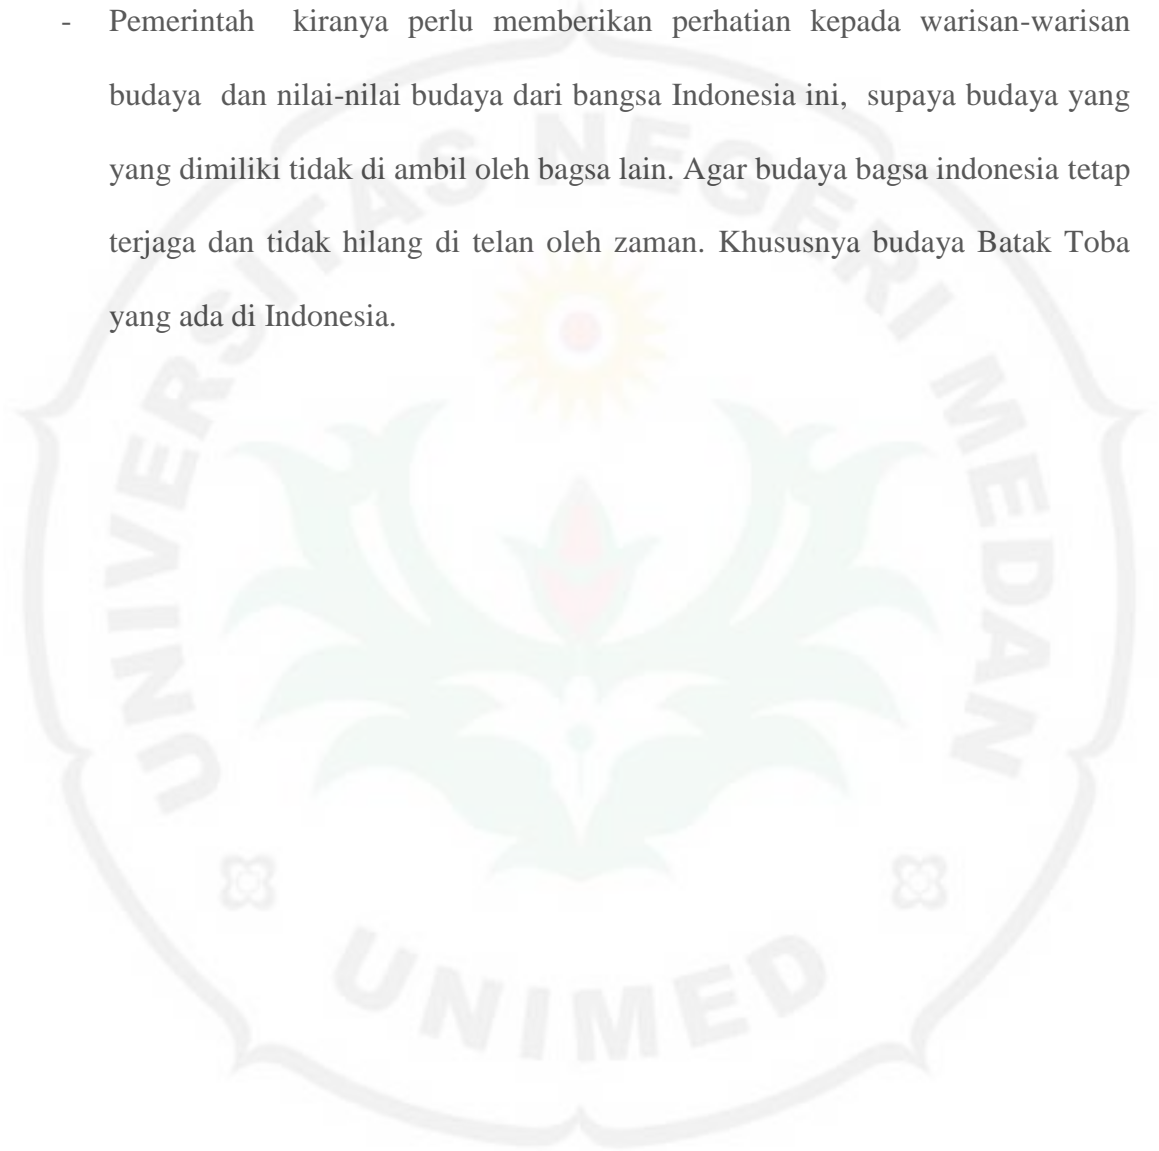 - Pemerintah kiranya perlu memberikan perhatian kepada warisan-warisan
budaya dan nilai-nilai budaya dari bangsa Indonesia ini, supaya budaya yang
yang dimiliki tidak di ambil oleh bagsa lain. Agar budaya bagsa indonesia tetap
terjaga dan tidak hilang di telan oleh zaman. Khususnya budaya Batak Toba
yang ada di Indonesia.
UNIVERSITAS NEGERI MEDAN
UNIMED